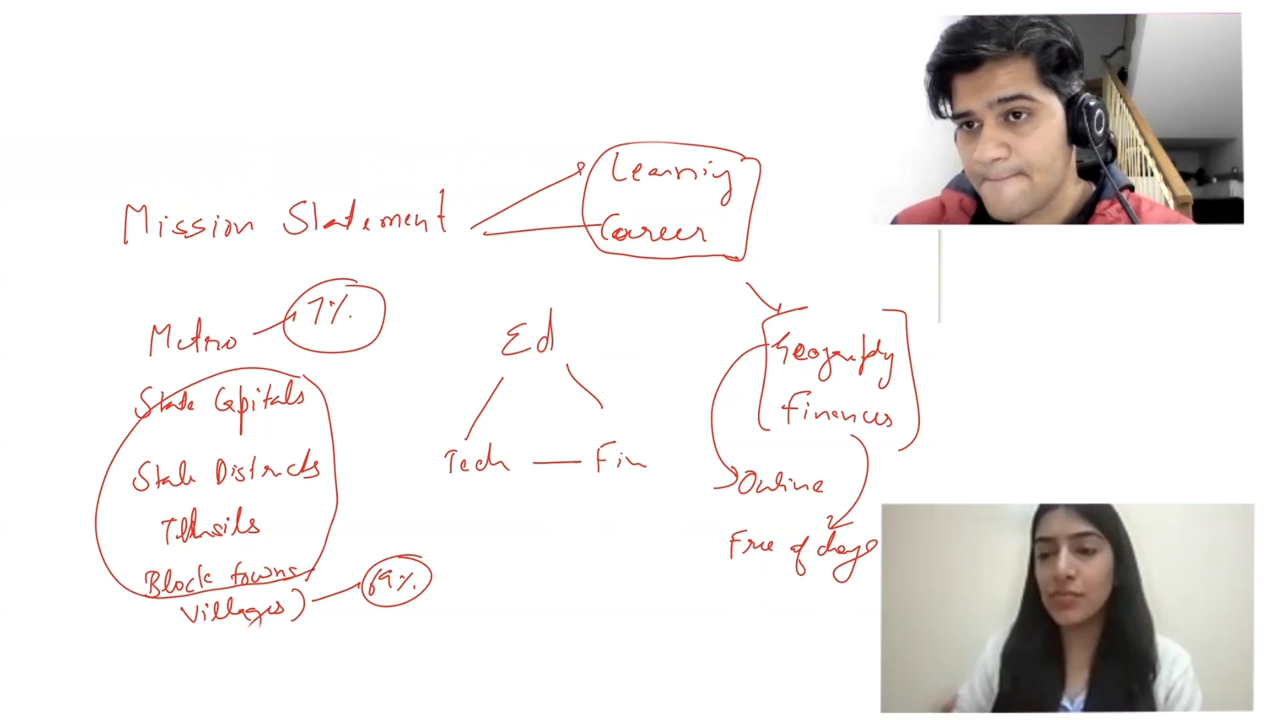 Learning
Mission Statement
Career
7%.
Metro
Ed
Geography
State Capitals
Finances
Tech
Fin
State Districts
Online
Tehsils
Free of
Block towns
69%.
Villages)